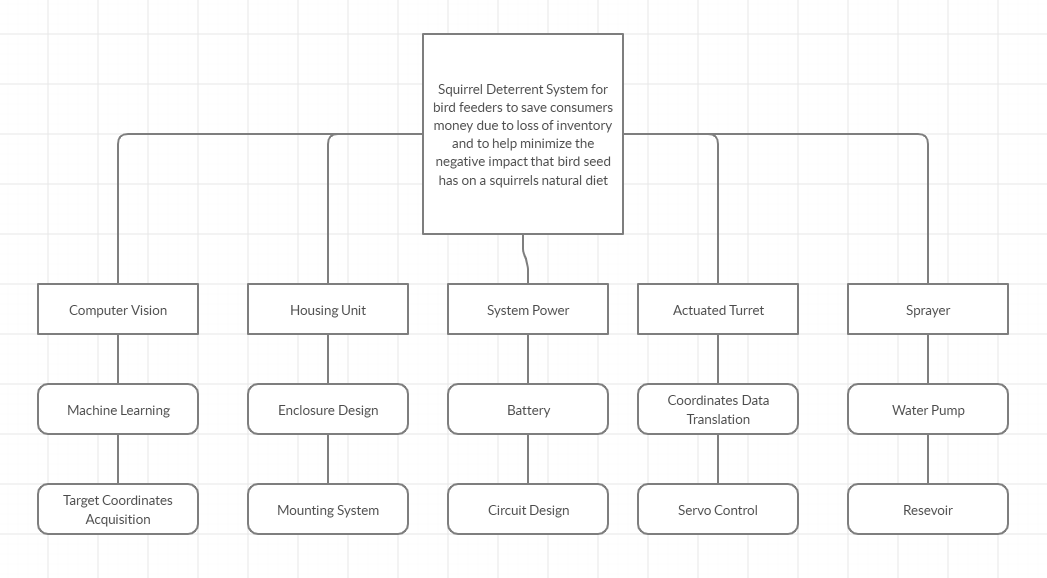 Squirrel Deterrent System for
bird feeders to save consumers
money due to loss of inventory
and to help minimize the
negative impact that bird seed
has on a squirrels natural diet
Computer Vision
Housing Unit
System Power
Actuated Turret
Sprayer
Machine Learning
Enclosure Design
Battery
Coordinates Data
Translation
Water Pump
Target Coordinates
Acquisition
Mounting System
Circuit Design
Servo Control
Resevoir